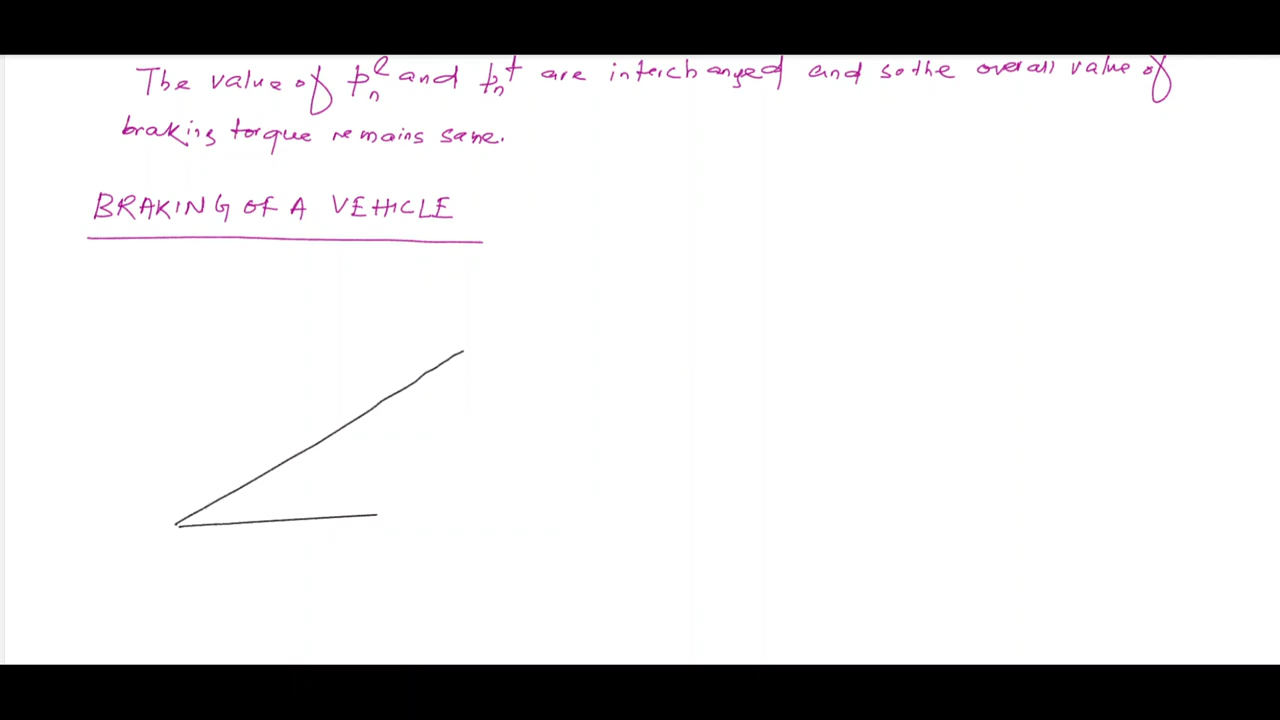 The value of pₙˡ and pₙᵗ are interchanged and so the overall value of
braking torque remains same.
BRAKING OF A VEHICLE